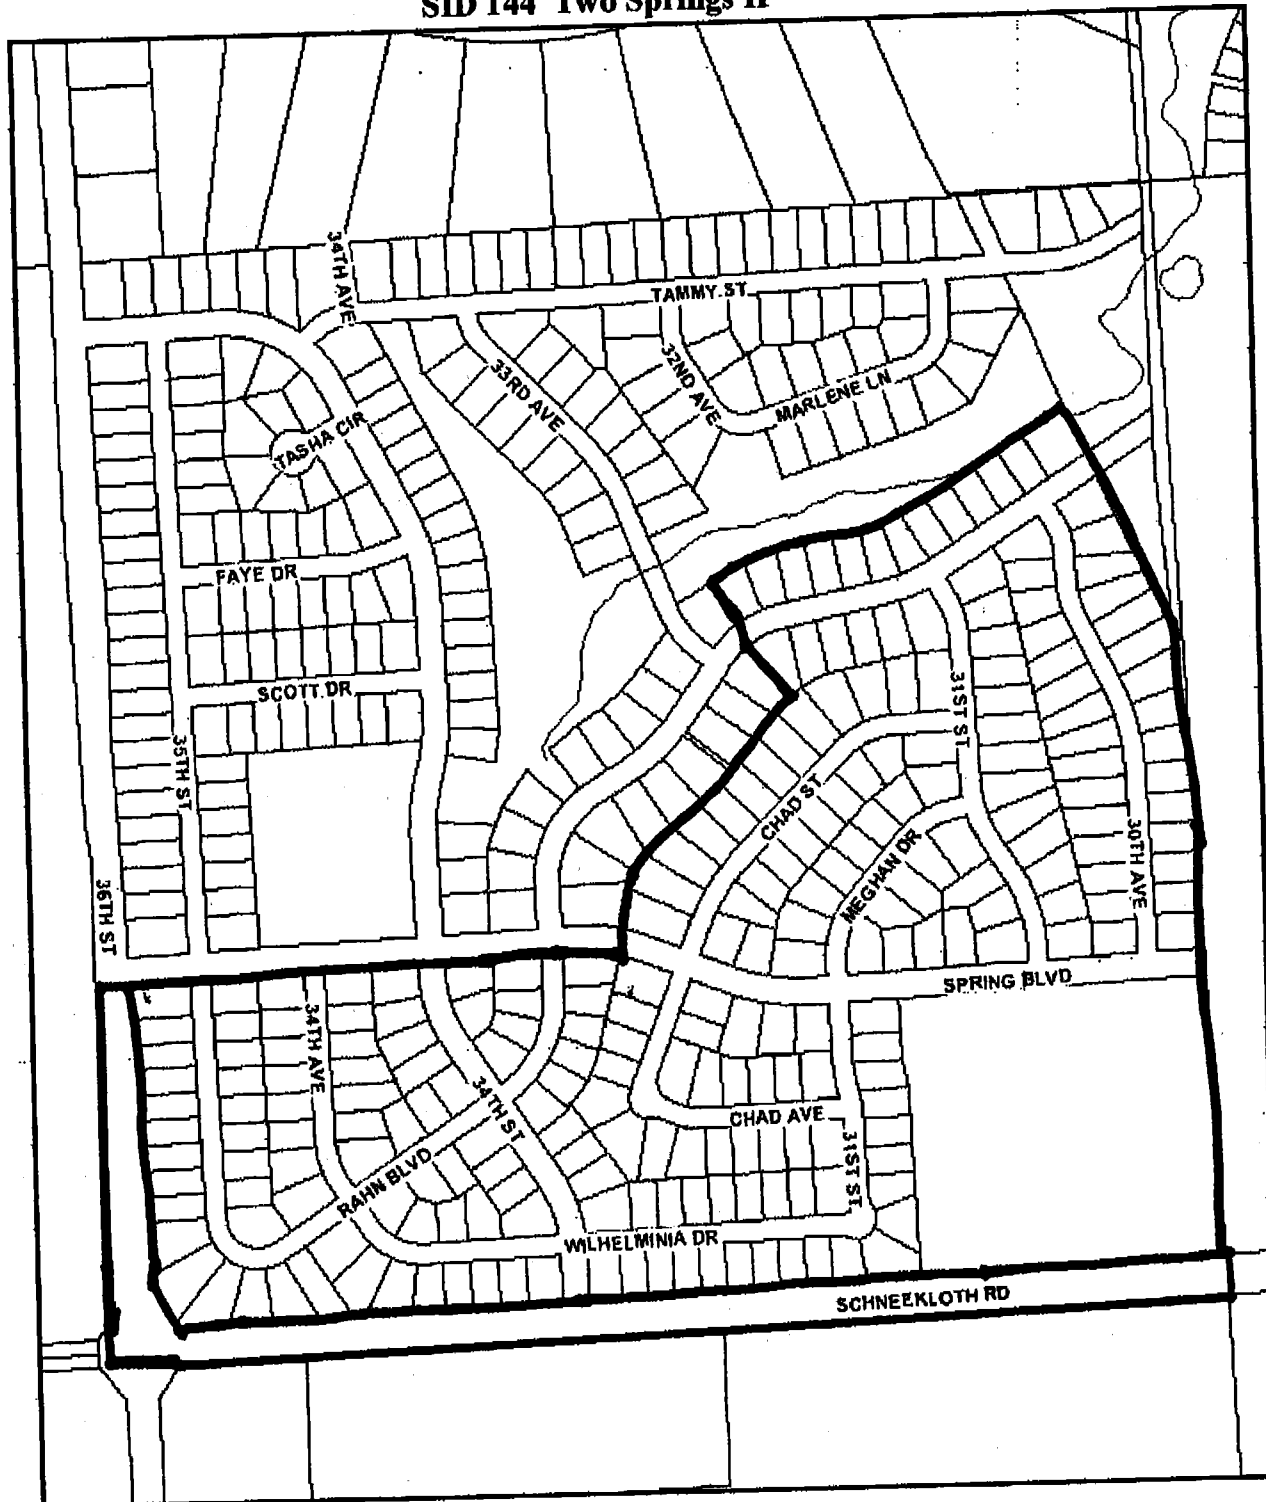 SID 144 Two Springs II
34TH AVE
TAMMY ST
33RD AVE
32ND AVE
MARLENE LN
TASHA CIR
FAYE DR
SCOTT DR
31ST ST
35TH ST
CHAD ST
MEGHAN DR
30TH AVE
36TH ST
SPRING BLVD
34TH AVE
34TH ST
CHAD AVE
31ST ST
RAHN BLVD
WILHELMINIA DR
SCHNEEKLOTH RD